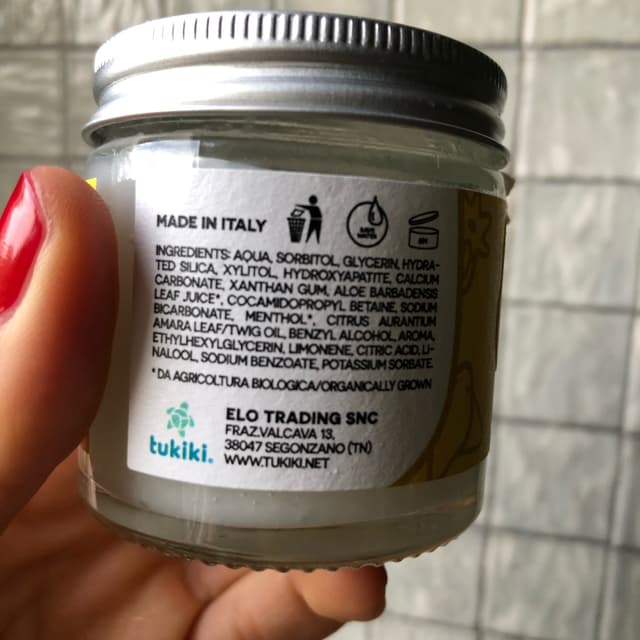 MADE IN ITALY
SAVE WATER
6M
INGREDIENTS: AQUA, SORBITOL, GLYCERIN, HYDRA-
TED SILICA, XYLITOL, HYDROXYAPATITE, CALCIUM
CARBONATE, XANTHAN GUM, ALOE BARBADENSIS
LEAF JUICE*, COCAMIDOPROPYL BETAINE, SODIUM
BICARBONATE, MENTHOL*, CITRUS AURANTIUM
AMARA LEAF/TWIG OIL, BENZYL ALCOHOL, AROMA,
ETHYLHEXYLGLYCERIN, LIMONENE, CITRIC ACID, LI-
NALOOL, SODIUM BENZOATE, POTASSIUM SORBATE.
* DA AGRICOLTURA BIOLOGICA/ORGANICALLY GROWN
tukiki®
ELO TRADING SNC
FRAZ.VALCAVA 13,
38047 SEGONZANO (TN)
WWW.TUKIKI.NET